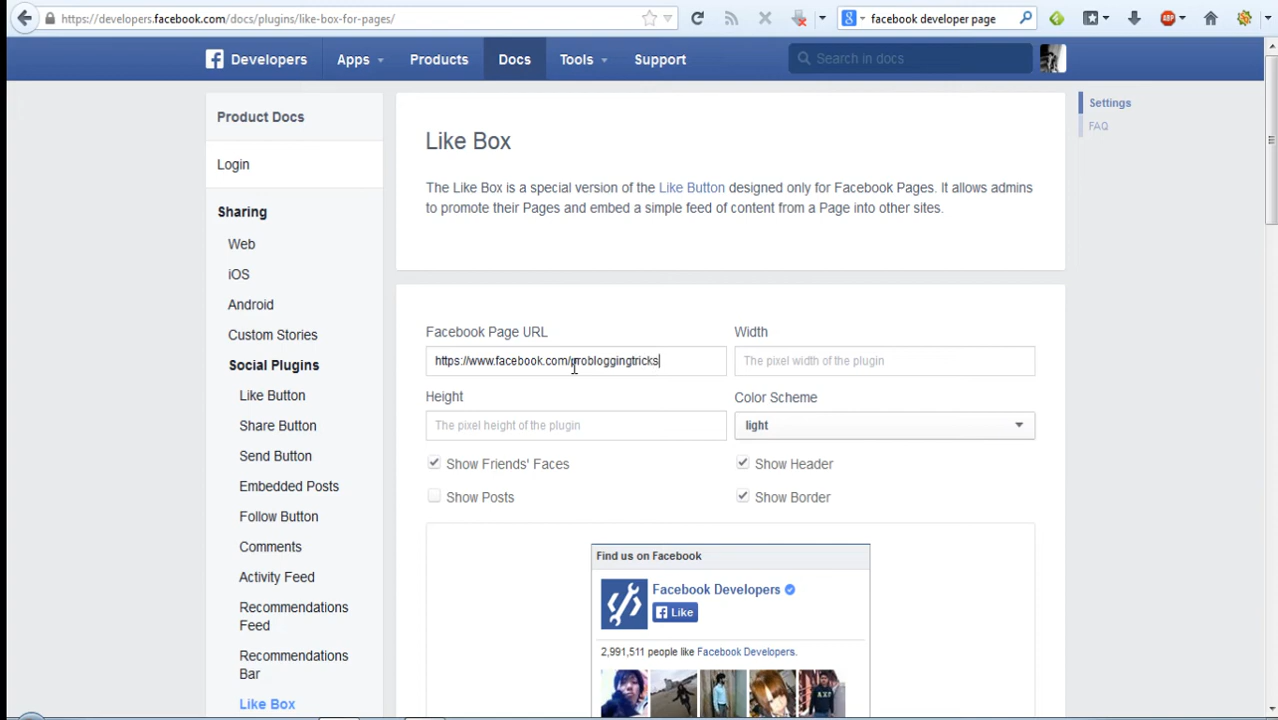 https://developers.facebook.com/docs/plugins/like-box-for-pages/
facebook developer page
ABP
Developers
Apps
Products
Docs
Tools
Support
Search in docs
Product Docs
Login
Sharing
Web
iOS
Android
Custom Stories
Social Plugins
Like Button
Share Button
Send Button
Embedded Posts
Follow Button
Comments
Activity Feed
Recommendations
Feed
Recommendations
Bar
Like Box
Like Box
The Like Box is a special version of the Like Button designed only for Facebook Pages. It allows admins
to promote their Pages and embed a simple feed of content from a Page into other sites.
Facebook Page URL
https://www.facebook.com/probloggingtricks
Width
The pixel width of the plugin
Height
The pixel height of the plugin
Color Scheme
light
Show Friends' Faces
Show Header
Show Posts
Show Border
Find us on Facebook
Facebook Developers
Like
2,991,511 people like Facebook Developers.
Settings
FAQ